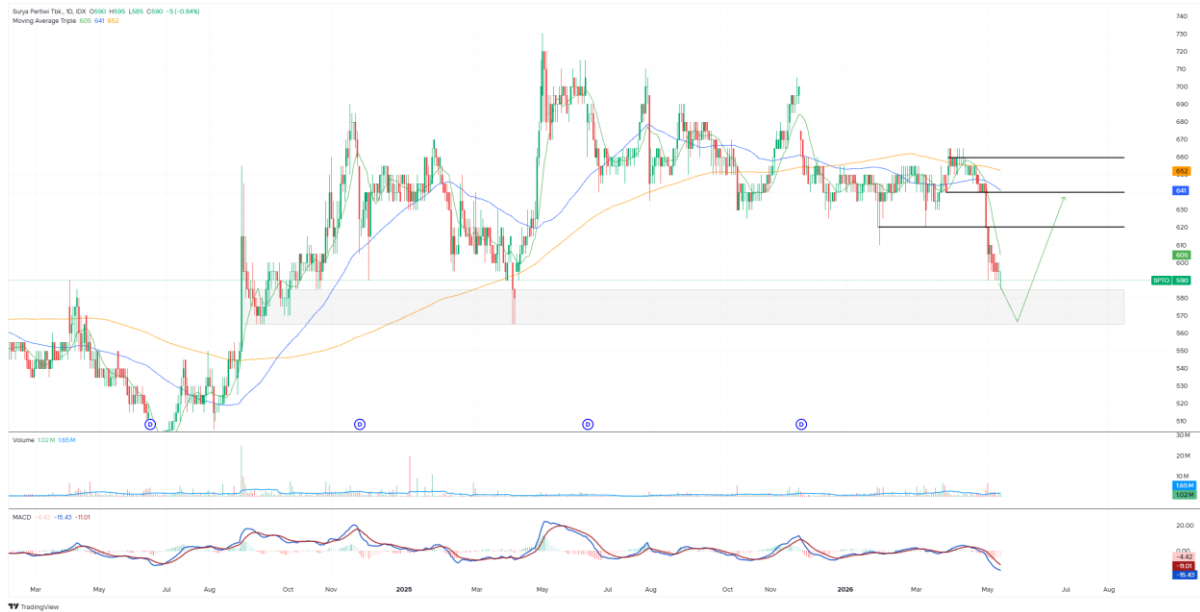 Surya Pertiwi Tbk., 1D, IDX O590 H595 L585 C590 -5 (-0.84%)
Moving Average Triple 605 641 652
740
730
720
710
700
690
680
670
660
652
641
630
620
610
605
600
SPTO 590
580
570
560
550
540
530
520
510
D D D D
Volume 1.02M 1.65M
30M
20M
10M
1.65M
1.02M
MACD -4.42 -15.43 -11.01
20.00
0.00
-4.42
-11.01
-15.43
Mar May Jul Aug Oct Nov 2025 Mar May Jul Aug Oct Nov 2026 Mar May Jul Aug
TradingView